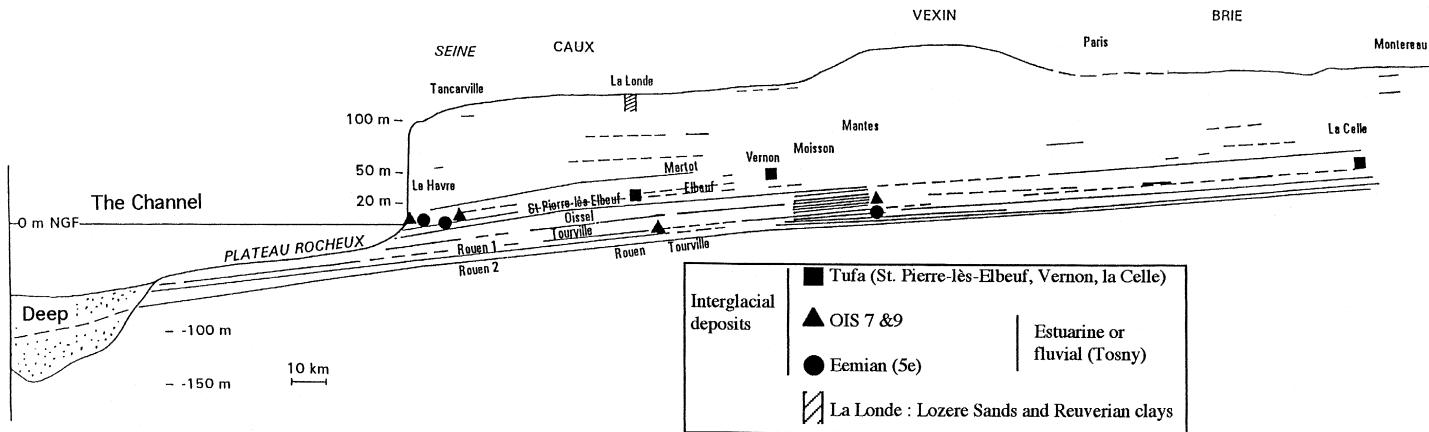 VEXIN
BRIE
SEINE
CAUX
Paris
Montereau
Tancarville
La Londe
100 m
Mantes
La Celle
Moisson
Vernon
50 m
Martot
Le Havre
Elbeuf
The Channel
20 m
St-Pierre-lès-Elbeuf
Oissel
0 m NGF
Tourville
PLATEAU ROCHEUX
Rouen 1
Rouen
Tourville
Rouen 2
Deep
-100 m
-150 m
10 km
Interglacial
deposits
Tufa (St. Pierre-lès-Elbeuf, Vernon, la Celle)
OIS 7 &9
Estuarine or
fluvial (Tosny)
Eemian (5e)
La Londe : Lozere Sands and Reuverian clays